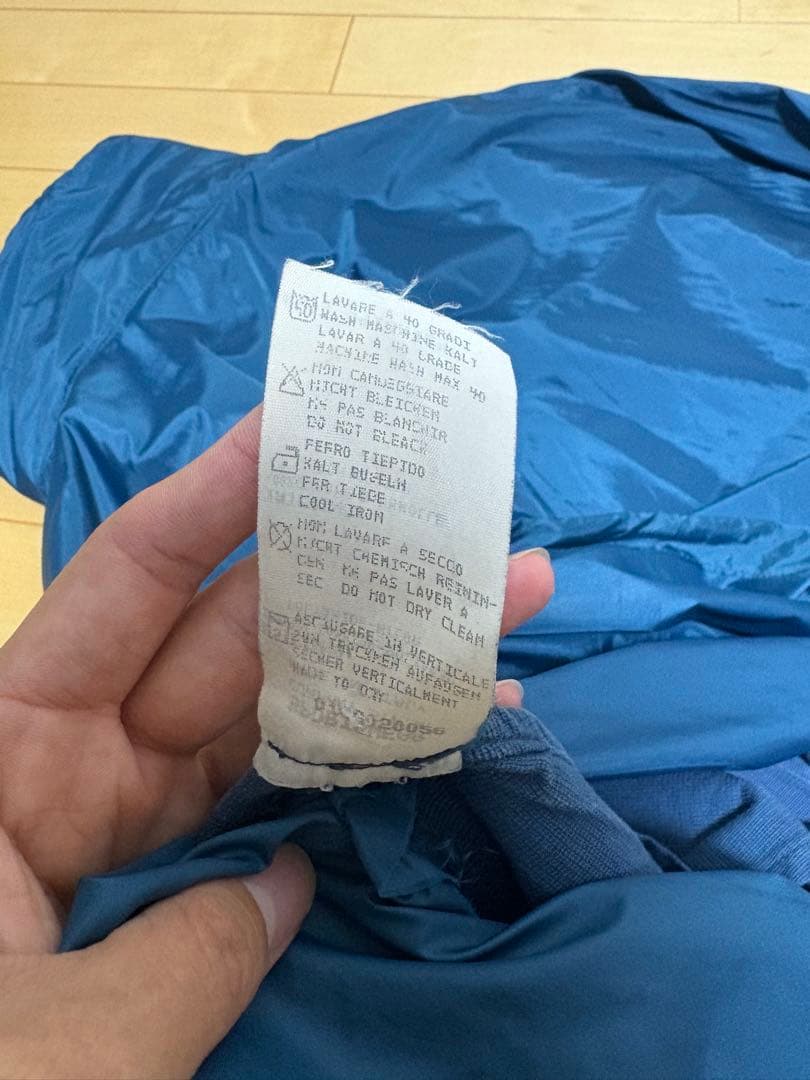 40
LAVARE A 40 GRADI
WASH MASCHINE KALT
LAVAR A 40 GRADE
MACHINE WASH MAX 40
NON CANDEGGIARE
NICHT BLEICHEN
NE PAS BLANCHIR
DO NOT BLEACH
FERRO TIEPIDO
KALT BUGELN
FER TIEDE
COOL IRON
NON LAVARE A SECCO
NICHT CHEMISCH REININ-
GEN NE PAS LAVER A
SEC DO NOT DRY CLEAN
ASCIUGARE IN VERTICALE
ZUM TROCKEN AUFAGSEN
SECHER VERTICALMENT
TO DRY